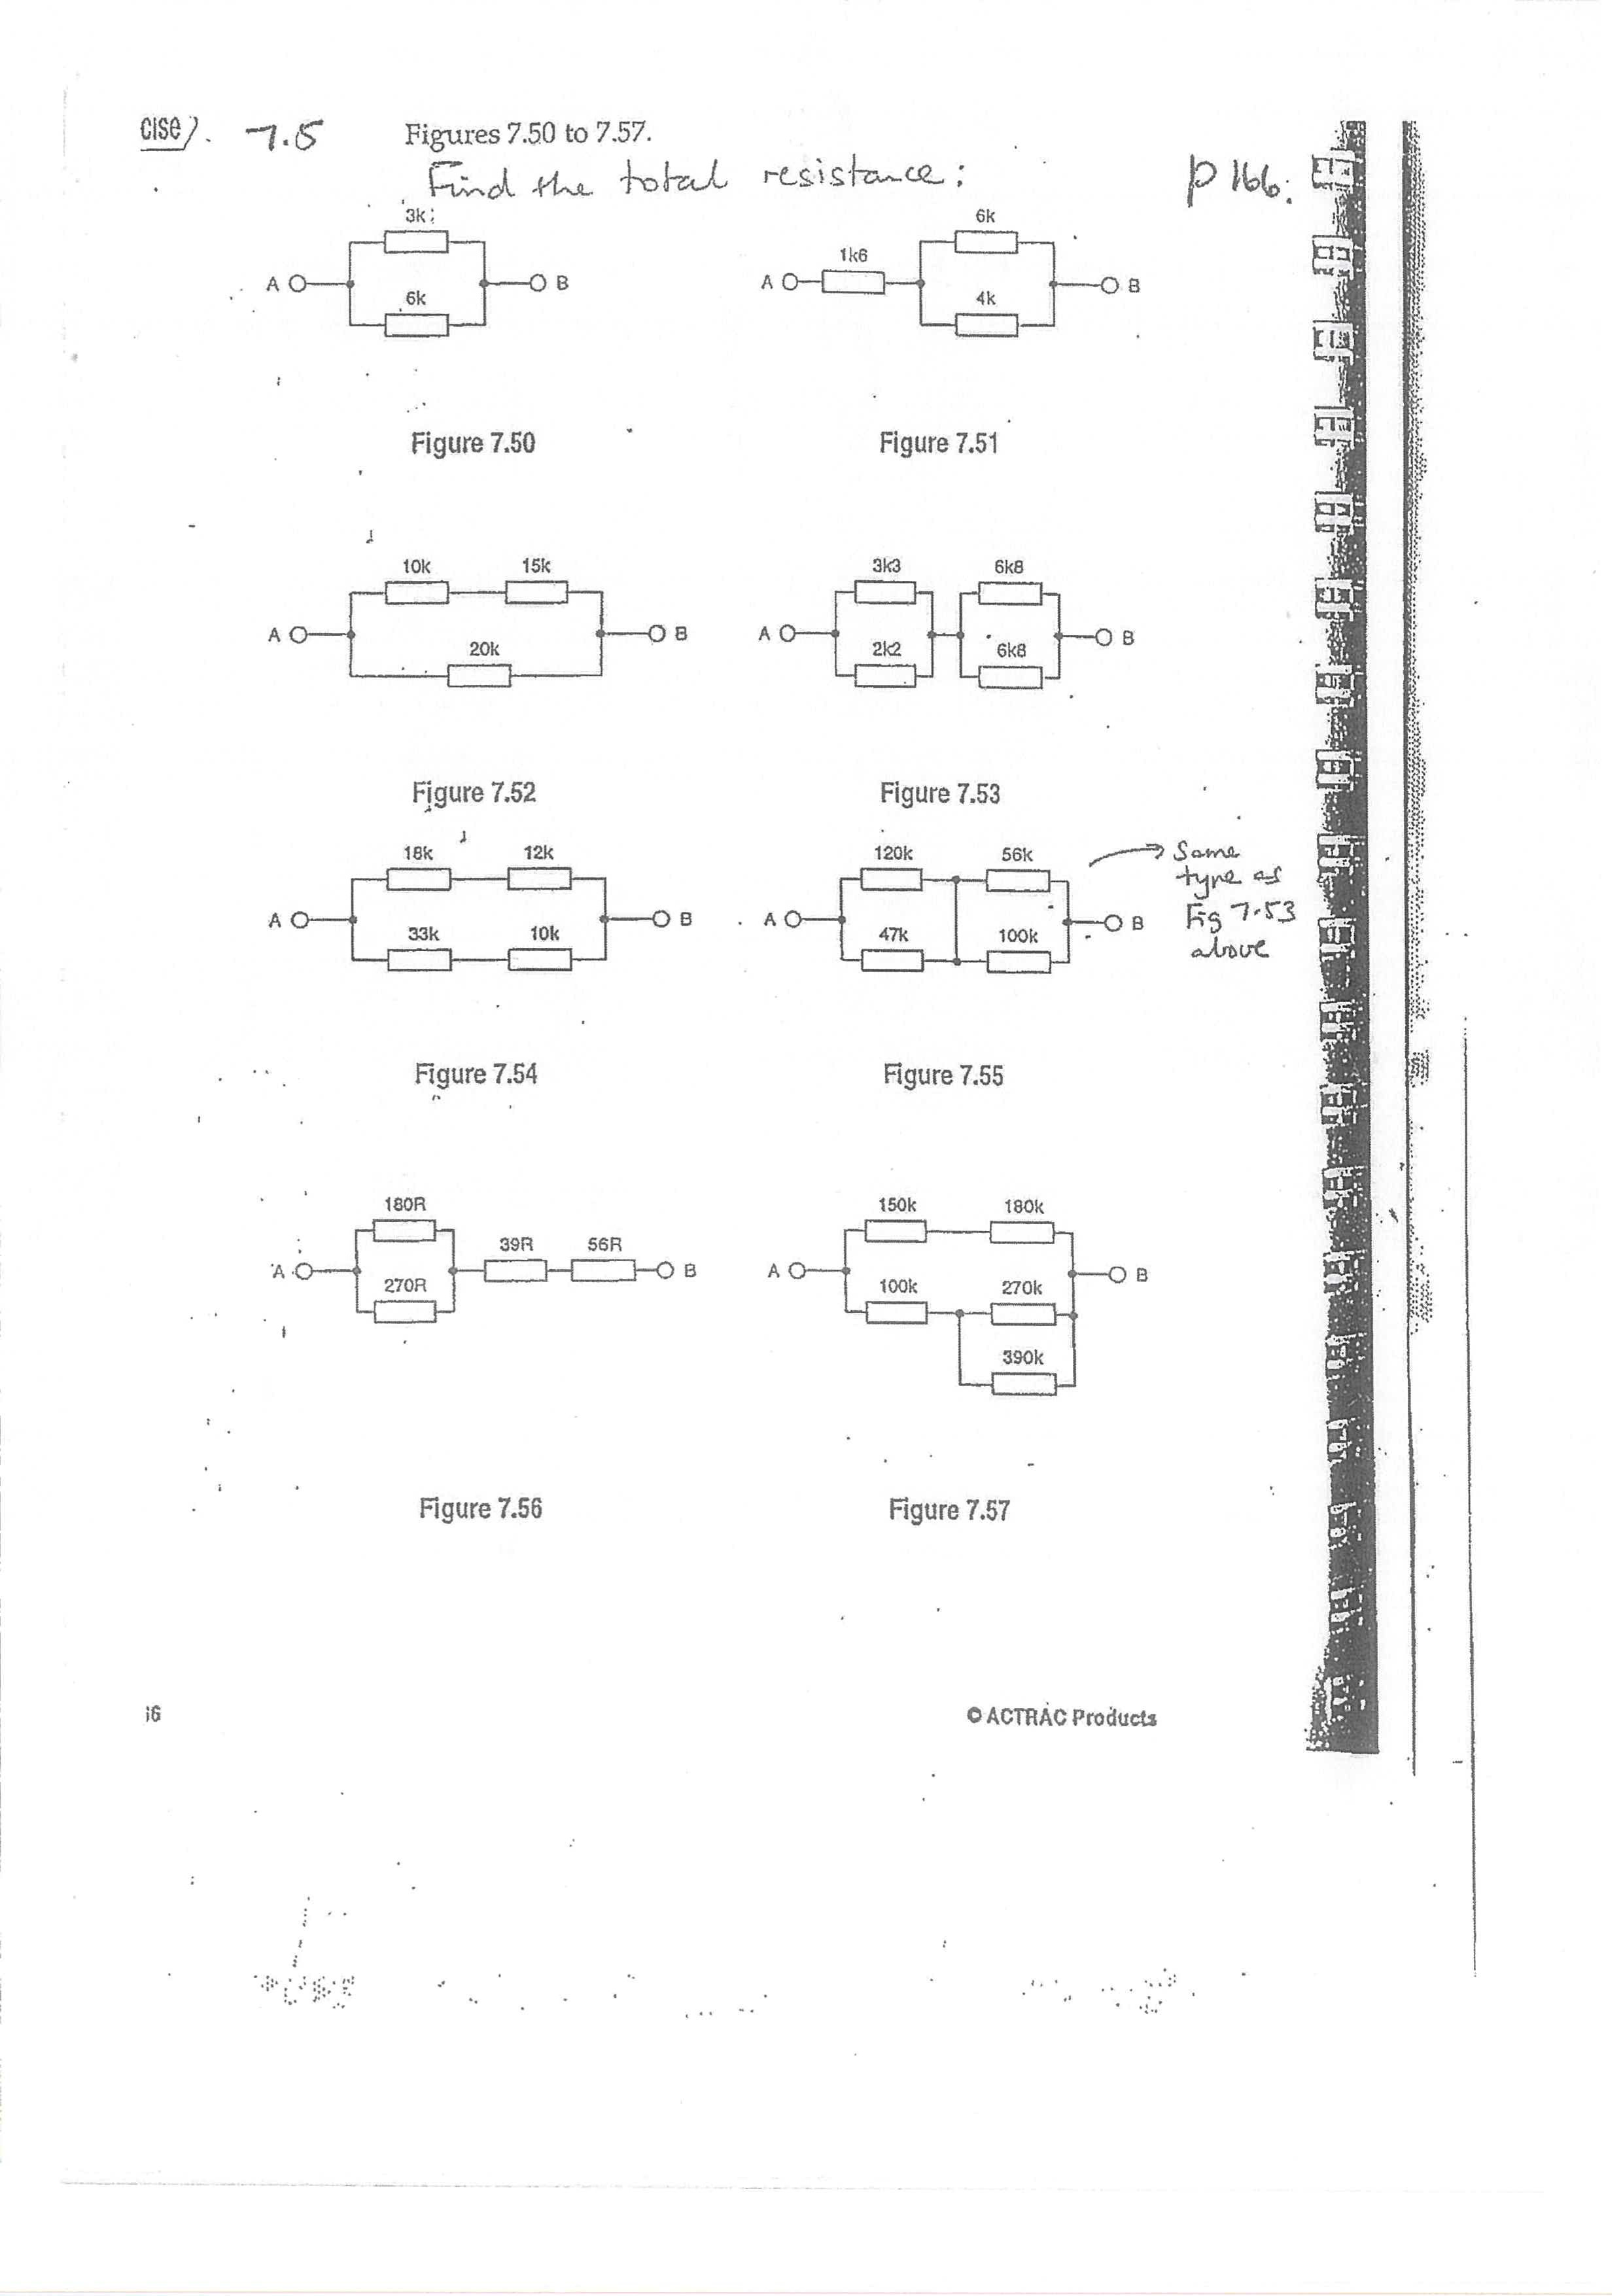 cise). 7.5 Figures 7.50 to 7.57.
Find the total resistance: p 166.
3k 6k
1k6
A B A B
6k 4k
Figure 7.50 Figure 7.51
10k 15k 3k3 6k8
A B A B
20k 2k2 6k8
Figure 7.52 Figure 7.53
18k 12k 120k 56k
A B A B
33k 10k 47k 100k
Same
type as
Fig 7.53
above
Figure 7.54 Figure 7.55
180R 150k 180k
39R 56R
A B A B
270R 100k 270k
390k
Figure 7.56 Figure 7.57
i6 © ACTRAC Products